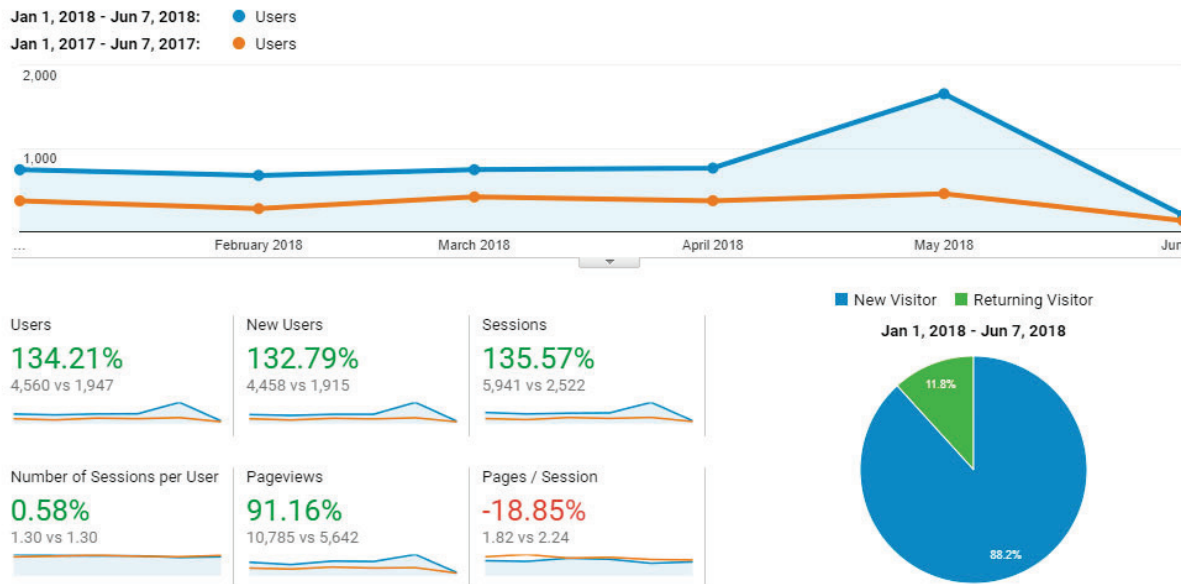 Jan 1, 2018 - Jun 7, 2018: Users
Jan 1, 2017 - Jun 7, 2017: Users
2,000
1,000
... February 2018 March 2018 April 2018 May 2018 Jun
New Visitor Returning Visitor
Jan 1, 2018 - Jun 7, 2018
11.8%
88.2%
Users
134.21%
4,560 vs 1,947
New Users
132.79%
4,458 vs 1,915
Sessions
135.57%
5,941 vs 2,522
Number of Sessions per User
0.58%
1.30 vs 1.30
Pageviews
91.16%
10,785 vs 5,642
Pages / Session
-18.85%
1.82 vs 2.24